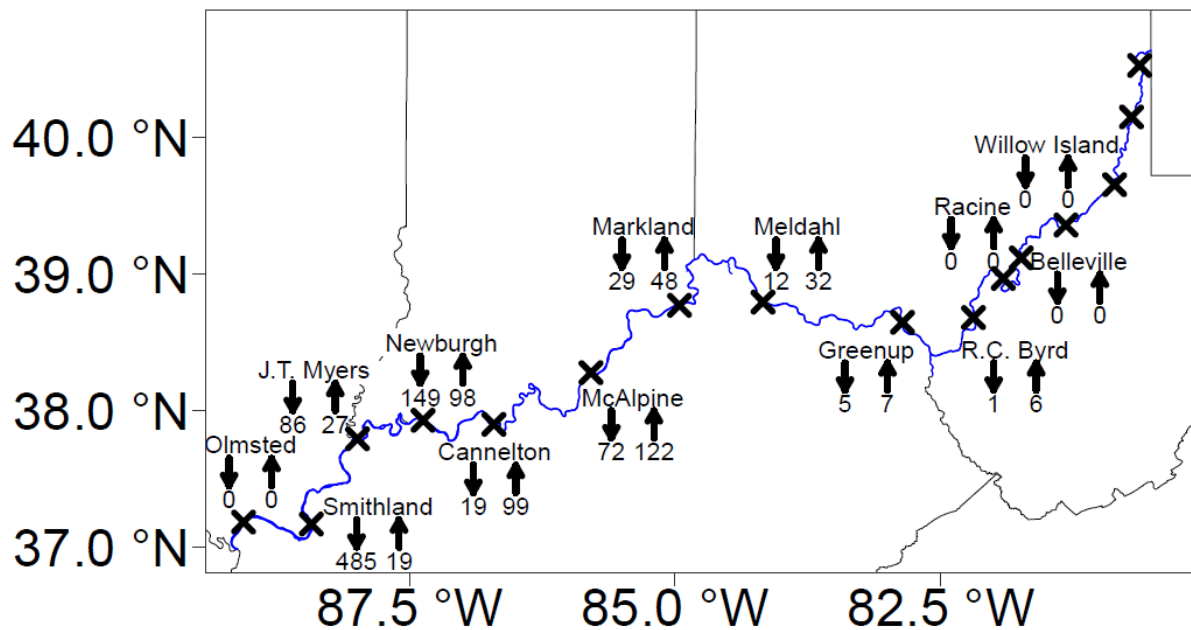 40.0 °N
39.0 °N
38.0 °N
37.0 °N
87.5 °W
85.0 °W
82.5 °W
Willow Island
0 0
Racine
0 0
Belleville
0 0
Markland
29 48
Meldahl
12 32
Greenup
5 7
R.C. Byrd
1 6
Newburgh
149 98
J.T. Myers
86 27
McAlpine
72 122
Olmsted
0 0
Cannelton
19 99
Smithland
485 19